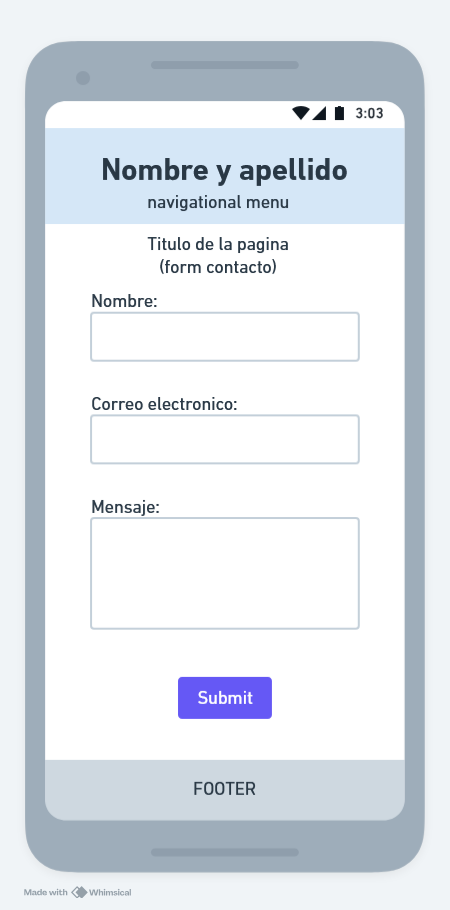 3:03
Nombre y apellido
navigational menu
Titulo de la pagina
(form contacto)
Nombre:
Correo electronico:
Mensaje:
Submit
FOOTER
Made with Whimsical